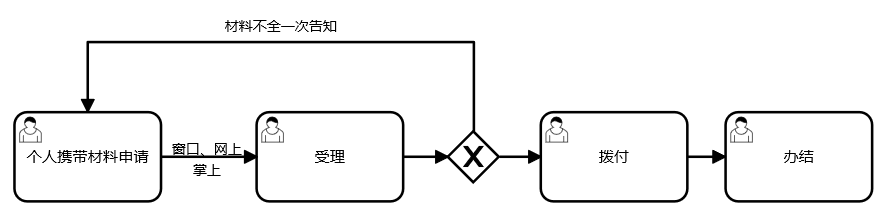 材料不全一次告知
个人携带材料申请
窗口、网上
掌上
受理
X
拨付
办结